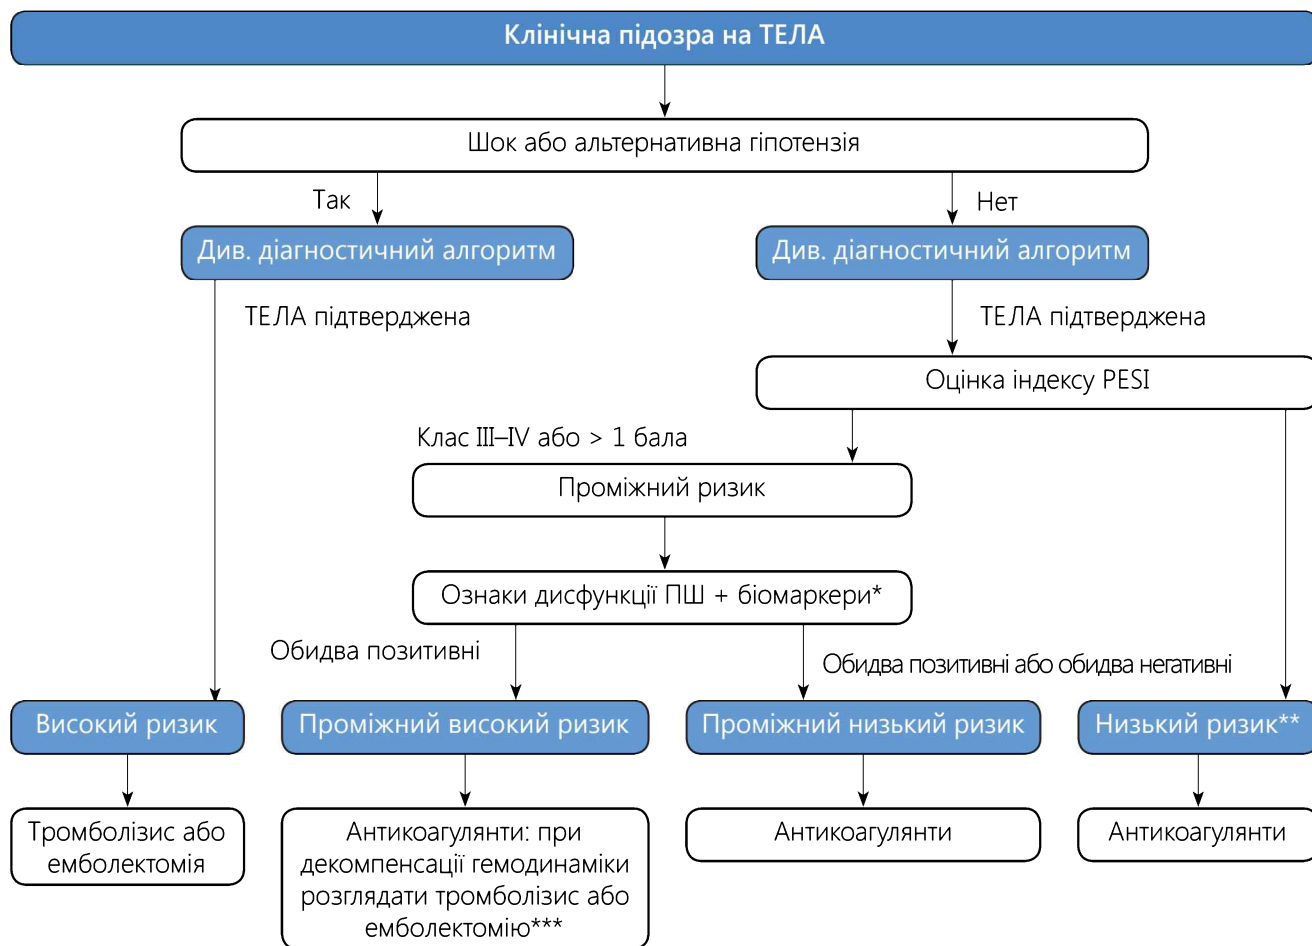 Клінічна підозра на ТЕЛА
Шок або альтернативна гіпотензія
Так
Нет
Див. діагностичний алгоритм
Див. діагностичний алгоритм
ТЕЛА підтверджена
ТЕЛА підтверджена
Оцінка індексу PESI
Клас III–IV або > 1 бала
Проміжний ризик
Ознаки дисфункції ПШ + біомаркери*
Обидва позитивні
Обидва позитивні або обидва негативні
Високий ризик
Проміжний високий ризик
Проміжний низький ризик
Низький ризик**
Тромболізис або
емболектомія
Антикоагулянти: при
декомпенсації гемодинаміки
розглядати тромболізис або
емболектомію***
Антикоагулянти
Антикоагулянти